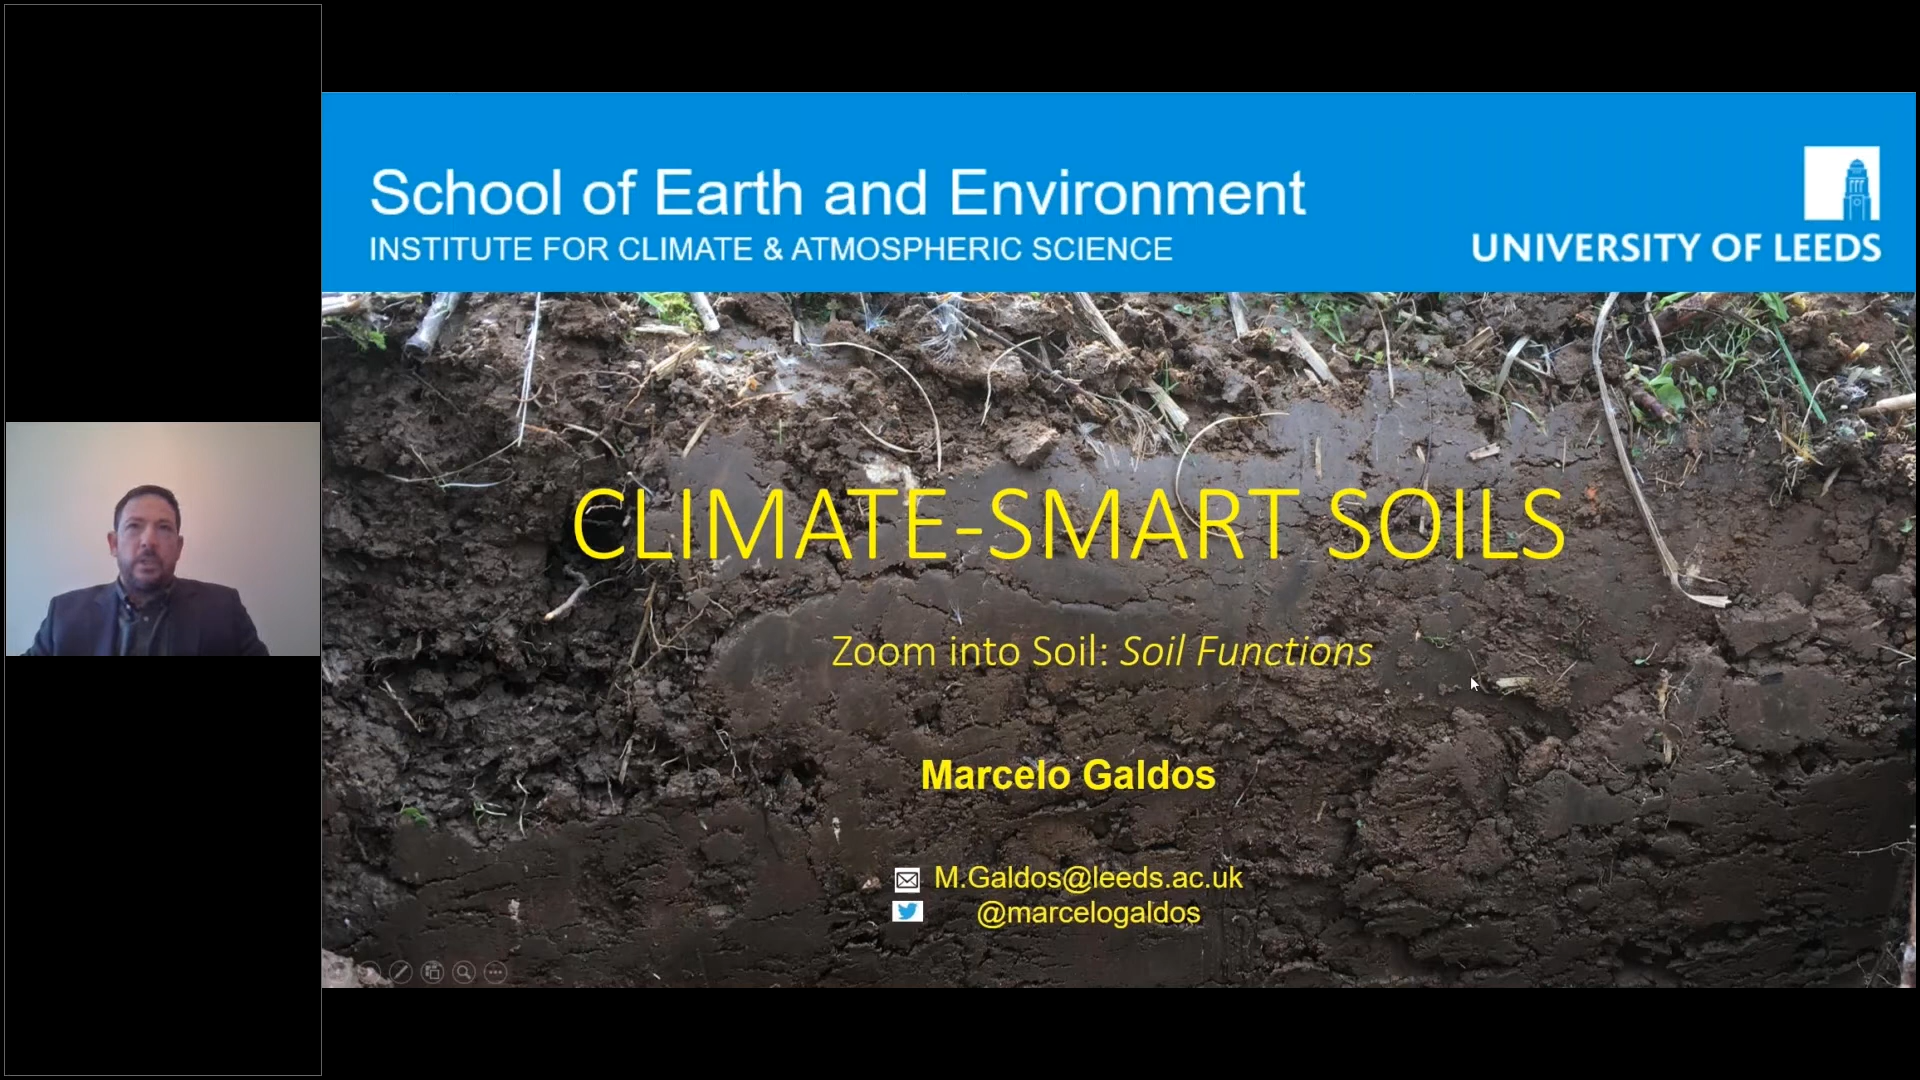 School of Earth and Environment
INSTITUTE FOR CLIMATE & ATMOSPHERIC SCIENCE
UNIVERSITY OF LEEDS
CLIMATE-SMART SOILS
Zoom into Soil: Soil Functions
Marcelo Galdos
M.Galdos@leeds.ac.uk
@marcelogaldos